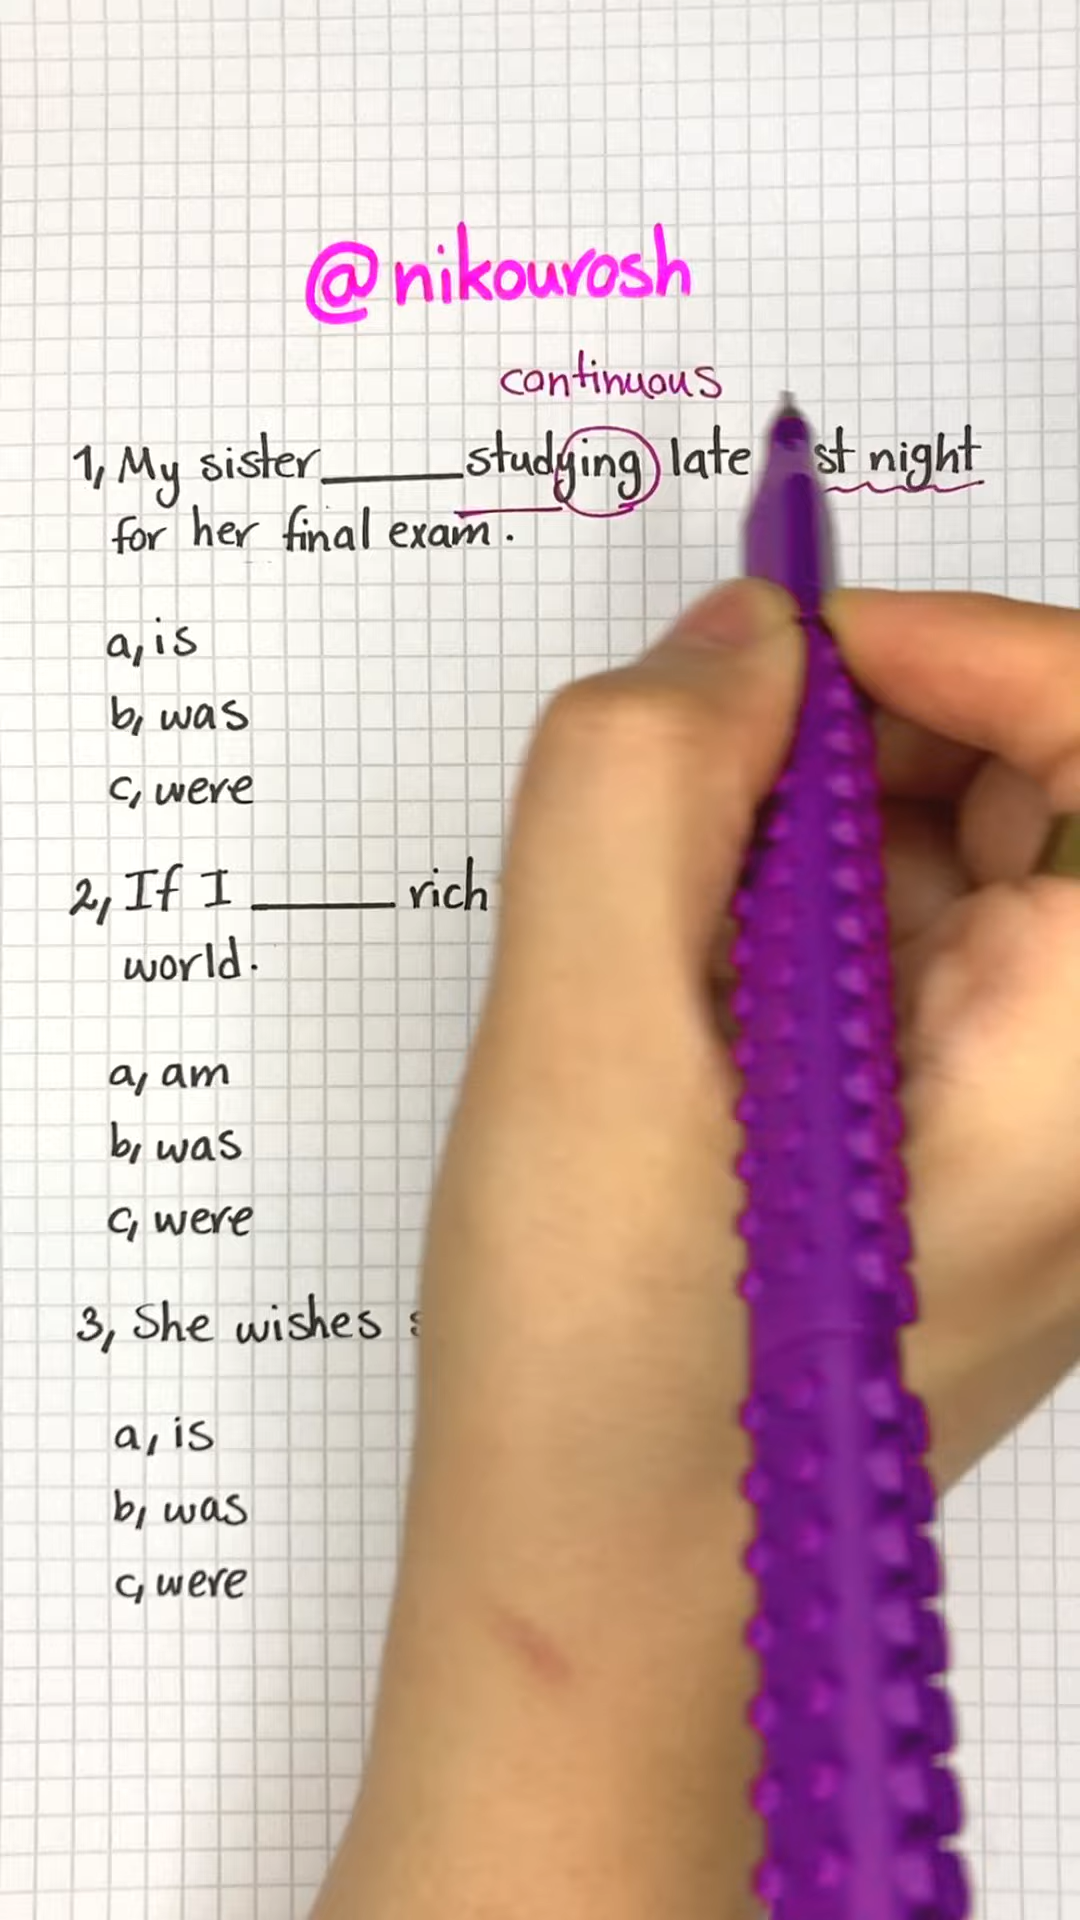 @nikourosh
continuous
1, My sister _____ studying late st night
for her final exam.
a, is
b, was
c, were
2, If I _____ rich
world.
a, am
b, was
c, were
3, She wishes
a, is
b, was
c, were